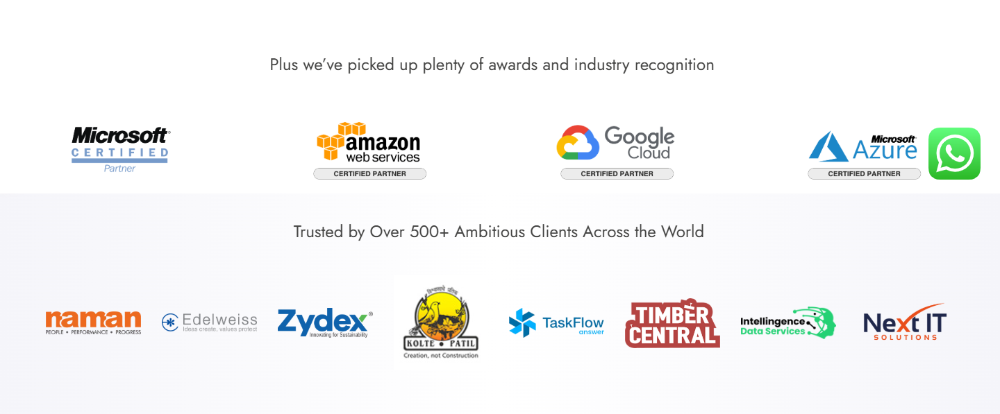 Plus we’ve picked up plenty of awards and industry recognition
Microsoft
CERTIFIED
Partner
amazon
web services
CERTIFIED PARTNER
Google
Cloud
CERTIFIED PARTNER
Microsoft
Azure
CERTIFIED PARTNER
Trusted by Over 500+ Ambitious Clients Across the World
naman
PEOPLE • PERFORMANCE • PROGRESS
Edelweiss
Ideas create, values protect
Zydex®
Innovating for Sustainability
KOLTE • PATIL
Creation, not Construction
TaskFlow
answer
TIMBER
CENTRAL
Intellingence
Data Services
Next IT
SOLUTIONS